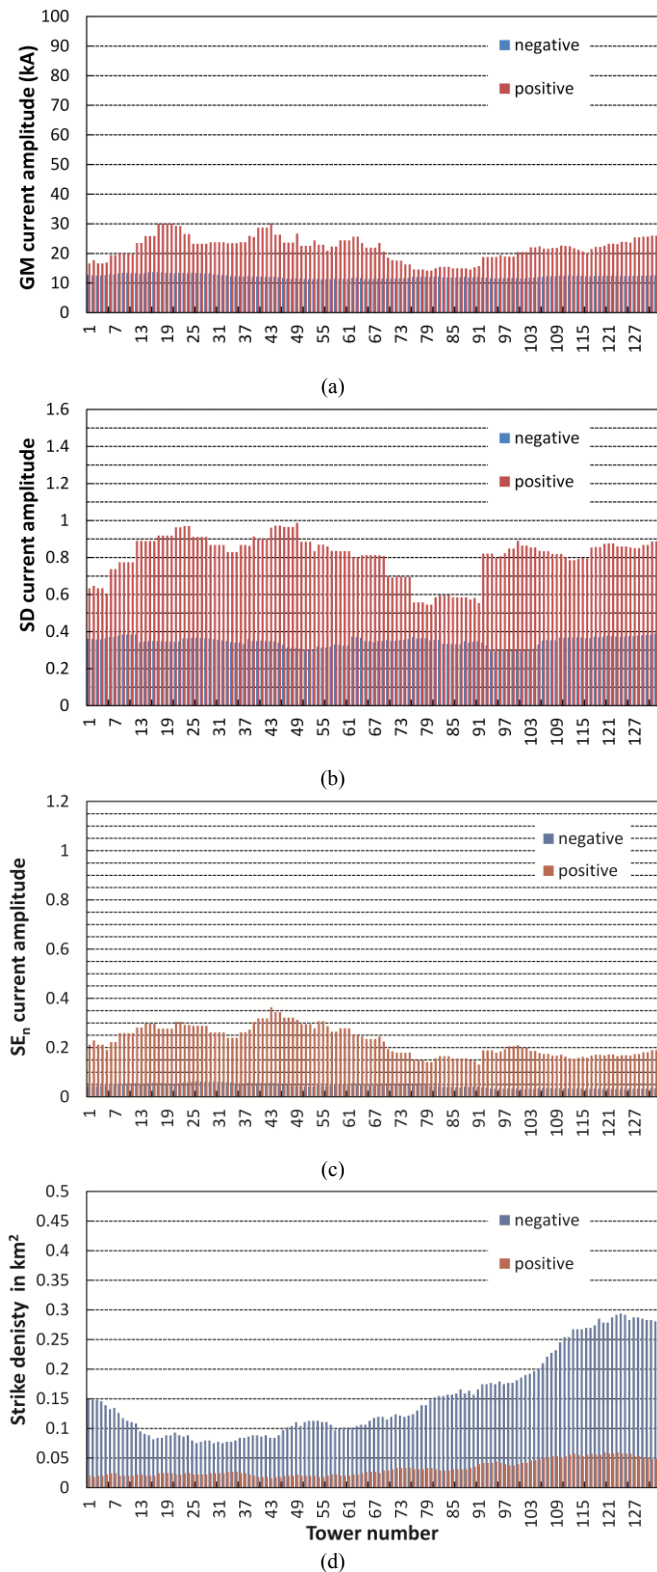 GM current amplitude (kA)
100
90
80
70
60
50
40
30
20
10
0
negative
positive
1 7 13 19 25 31 37 43 49 55 61 67 73 79 85 91 97 103 109 115 121 127
(a)
SD current amplitude
1.6
1.4
1.2
1
0.8
0.6
0.4
0.2
0
negative
positive
1 7 13 19 25 31 37 43 49 55 61 67 73 79 85 91 97 103 109 115 121 127
(b)
SEn current amplitude
1.2
1
0.8
0.6
0.4
0.2
0
negative
positive
1 7 13 19 25 31 37 43 49 55 61 67 73 79 85 91 97 103 109 115 121 127
(c)
Strike denisty in km²
0.5
0.45
0.4
0.35
0.3
0.25
0.2
0.15
0.1
0.05
0
negative
positive
1 7 13 19 25 31 37 43 49 55 61 67 73 79 85 91 97 103 109 115 121 127
Tower number
(d)